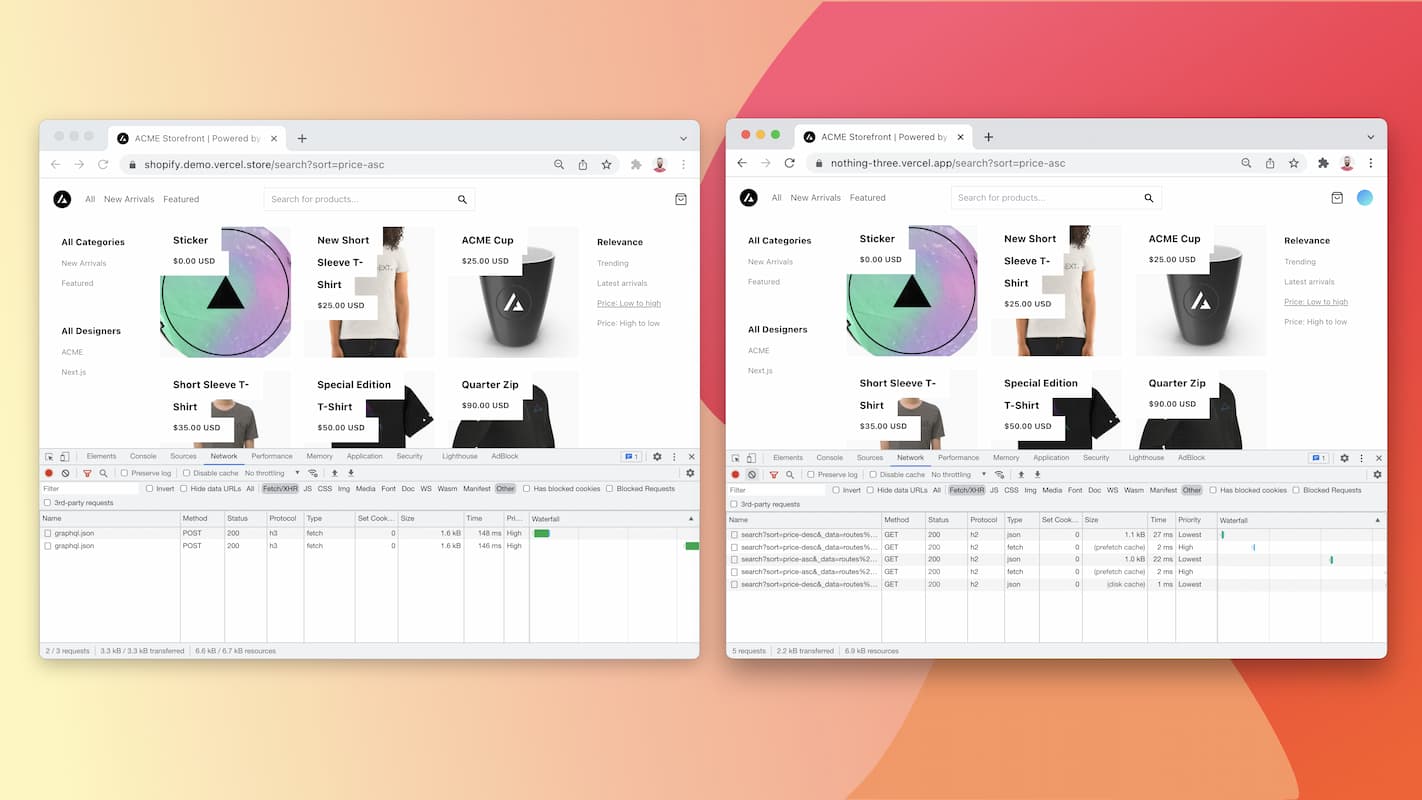 ACME Storefront | Powered by
shopify.demo.vercel.store/search?sort=price-asc
All New Arrivals Featured
Search for products...
All Categories
New Arrivals
Featured
All Designers
ACME
Next.js
Sticker
$0.00 USD
New Short
Sleeve T-
Shirt
$25.00 USD
ACME Cup
$25.00 USD
Short Sleeve T-
Shirt
$35.00 USD
Special Edition
T-Shirt
$50.00 USD
Quarter Zip
$90.00 USD
Relevance
Trending
Latest arrivals
Price: Low to high
Price: High to low
Elements Console Sources Network Performance Memory Application Security Lighthouse AdBlock 1
Preserve log Disable cache No throttling
Filter Invert Hide data URLs All Fetch/XHR JS CSS Img Media Font Doc WS Wasm Manifest Other Has blocked cookies Blocked Requests
3rd-party requests
Name Method Status Protocol Type Set Cook... Size Time Pri... Waterfall
graphql.json POST 200 h3 fetch 0 1.6 kB 148 ms High
graphql.json POST 200 h3 fetch 0 1.6 kB 146 ms High
2 / 3 requests 3.3 kB / 3.3 kB transferred 6.6 kB / 6.7 kB resources
ACME Storefront | Powered by
nothing-three.vercel.app/search?sort=price-asc
All New Arrivals Featured
Search for products...
All Categories
New Arrivals
Featured
All Designers
ACME
Next.js
Sticker
$0.00 USD
New Short
Sleeve T-
Shirt
$25.00 USD
EXT.
ACME Cup
$25.00 USD
Short Sleeve T-
Shirt
$35.00 USD
Special Edition
T-Shirt
$50.00 USD
Quarter Zip
$90.00 USD
Relevance
Trending
Latest arrivals
Price: Low to high
Price: High to low
Elements Console Sources Network Performance Memory Application Security Lighthouse AdBlock 1
Preserve log Disable cache No throttling
Filter Invert Hide data URLs All Fetch/XHR JS CSS Img Media Font Doc WS Wasm Manifest Other Has blocked cookies Blocked Requests
3rd-party requests
Name Method Status Protocol Type Set Cook... Size Time Priority Waterfall
search?sort=price-desc&_data=routes%... GET 200 h2 json 0 1.1 kB 27 ms Lowest
search?sort=price-desc&_data=routes%... GET 200 h2 fetch 0 (prefetch cache) 2 ms High
search?sort=price-asc&_data=routes%2... GET 200 h2 json 0 1.0 kB 22 ms Lowest
search?sort=price-asc&_data=routes%2... GET 200 h2 fetch 0 (prefetch cache) 2 ms High
search?sort=price-desc&_data=routes%... GET 200 h2 json 0 (disk cache) 1 ms Lowest
5 requests 2.2 kB transferred 6.9 kB resources